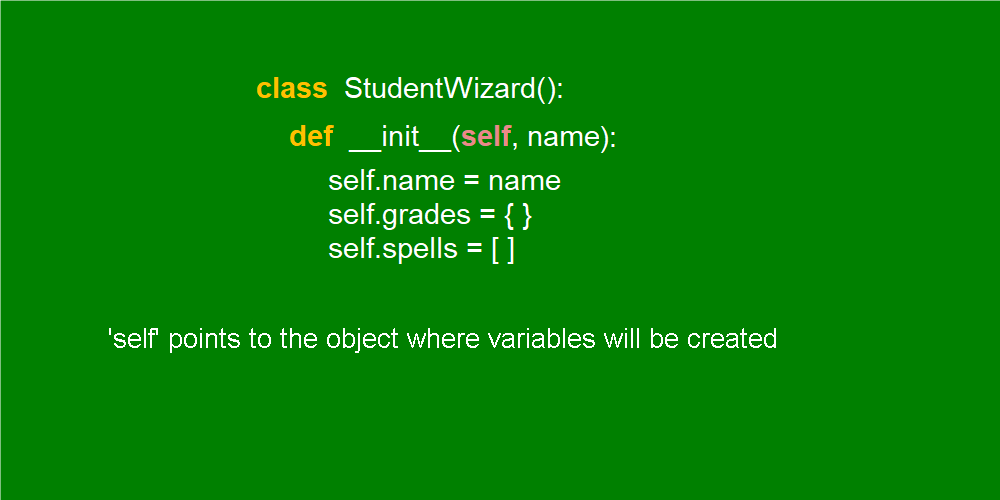 class StudentWizard():
def __init__(self, name):
self.name = name
self.grades = { }
self.spells = [ ]
'self' points to the object where variables will be created